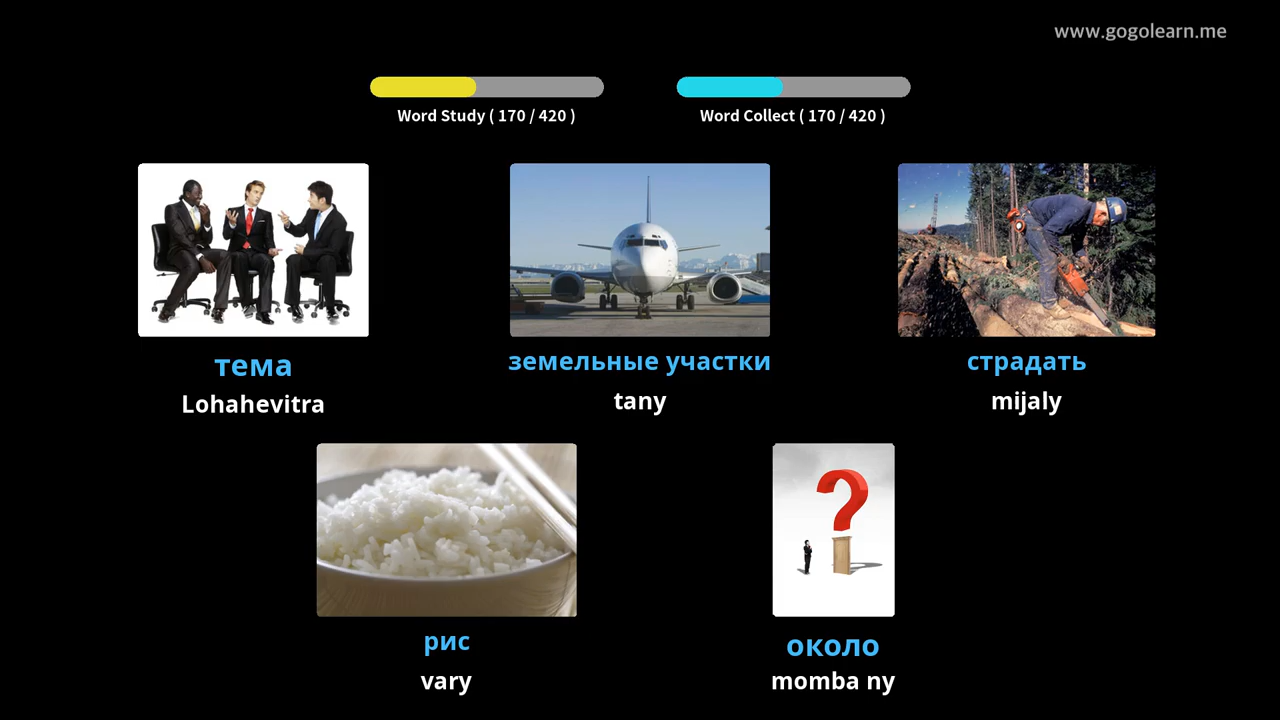 www.gogolearn.me
Word Study ( 170 / 420 )
Word Collect ( 170 / 420 )
тема
Lohahevitra
земельные участки
tany
страдать
mijaly
рис
vary
около
momba ny